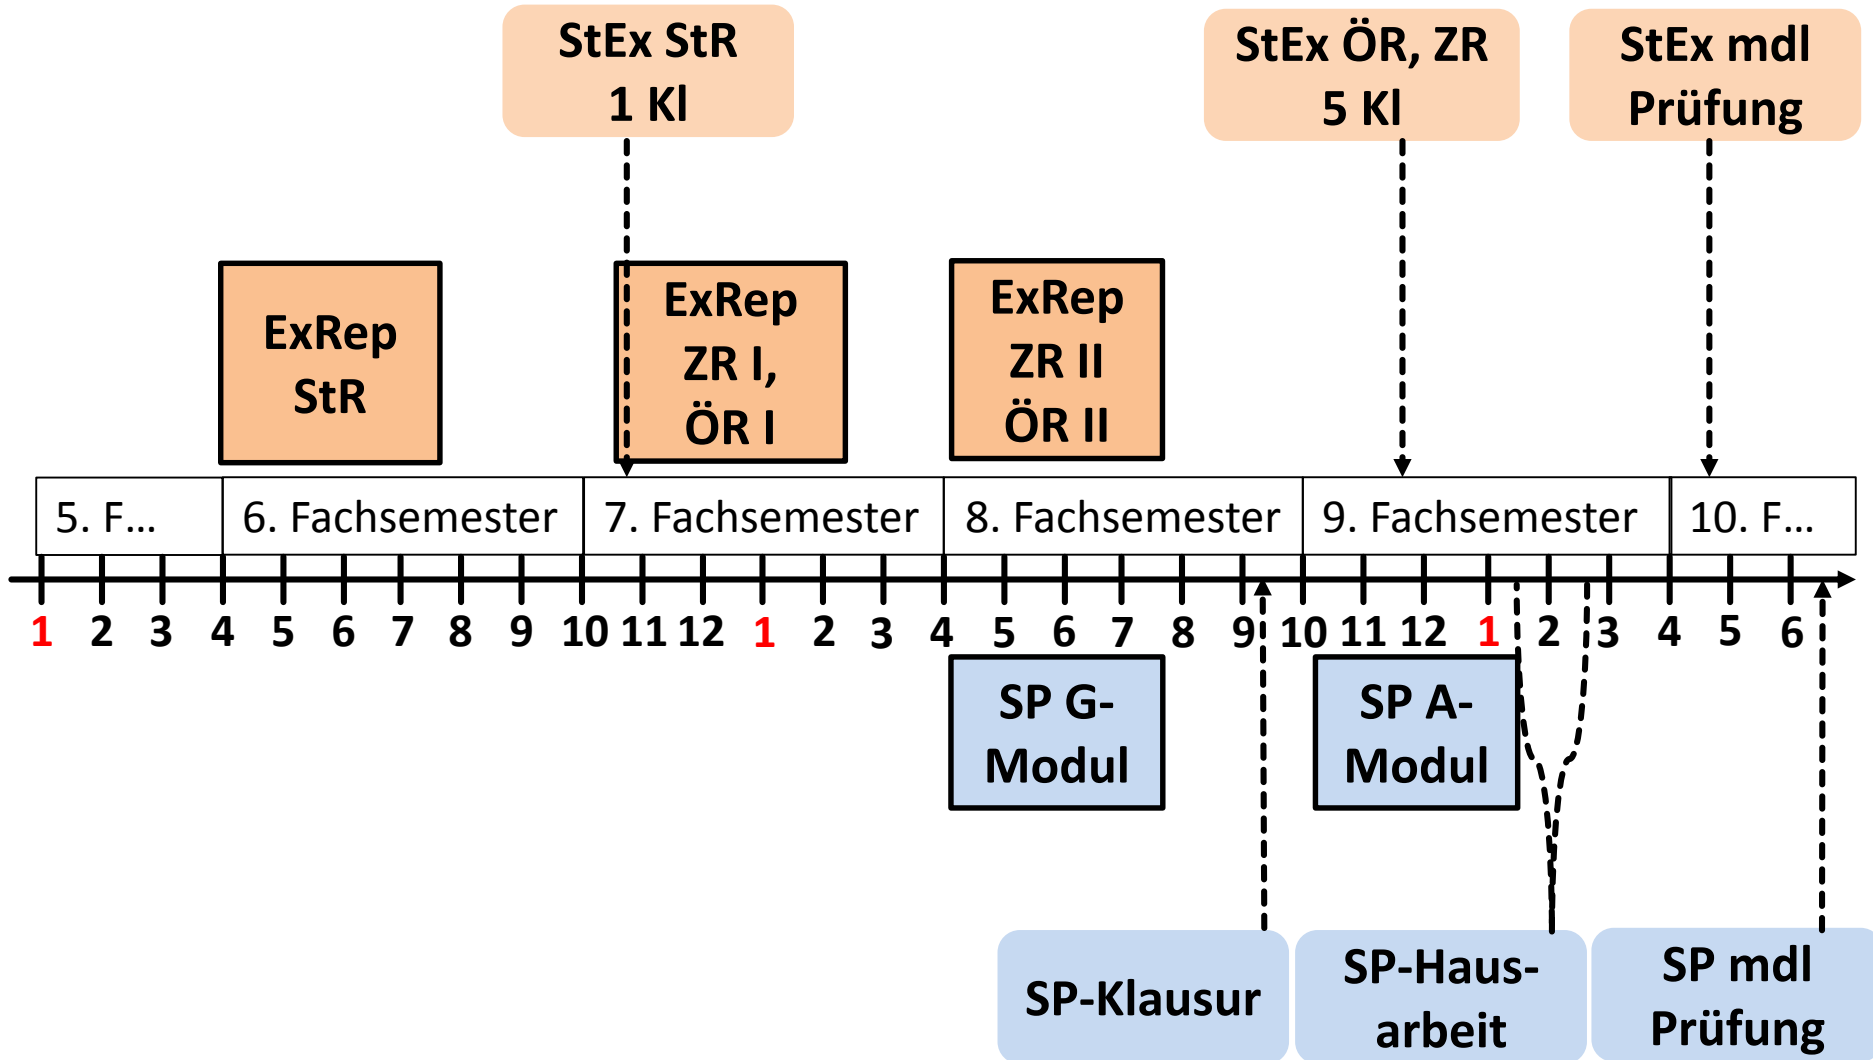 StEx StR
1 Kl
StEx ÖR, ZR
5 Kl
StEx mdl
Prüfung
ExRep
StR
ExRep
ZR I,
ÖR I
ExRep
ZR II
ÖR II
5. F... 6. Fachsemester 7. Fachsemester 8. Fachsemester 9. Fachsemester 10. F...
1 2 3 4 5 6 7 8 9 10 11 12 1 2 3 4 5 6 7 8 9 10 11 12 1 2 3 4 5 6
SP G-
Modul
SP A-
Modul
SP-Klausur
SP-Haus-
arbeit
SP mdl
Prüfung